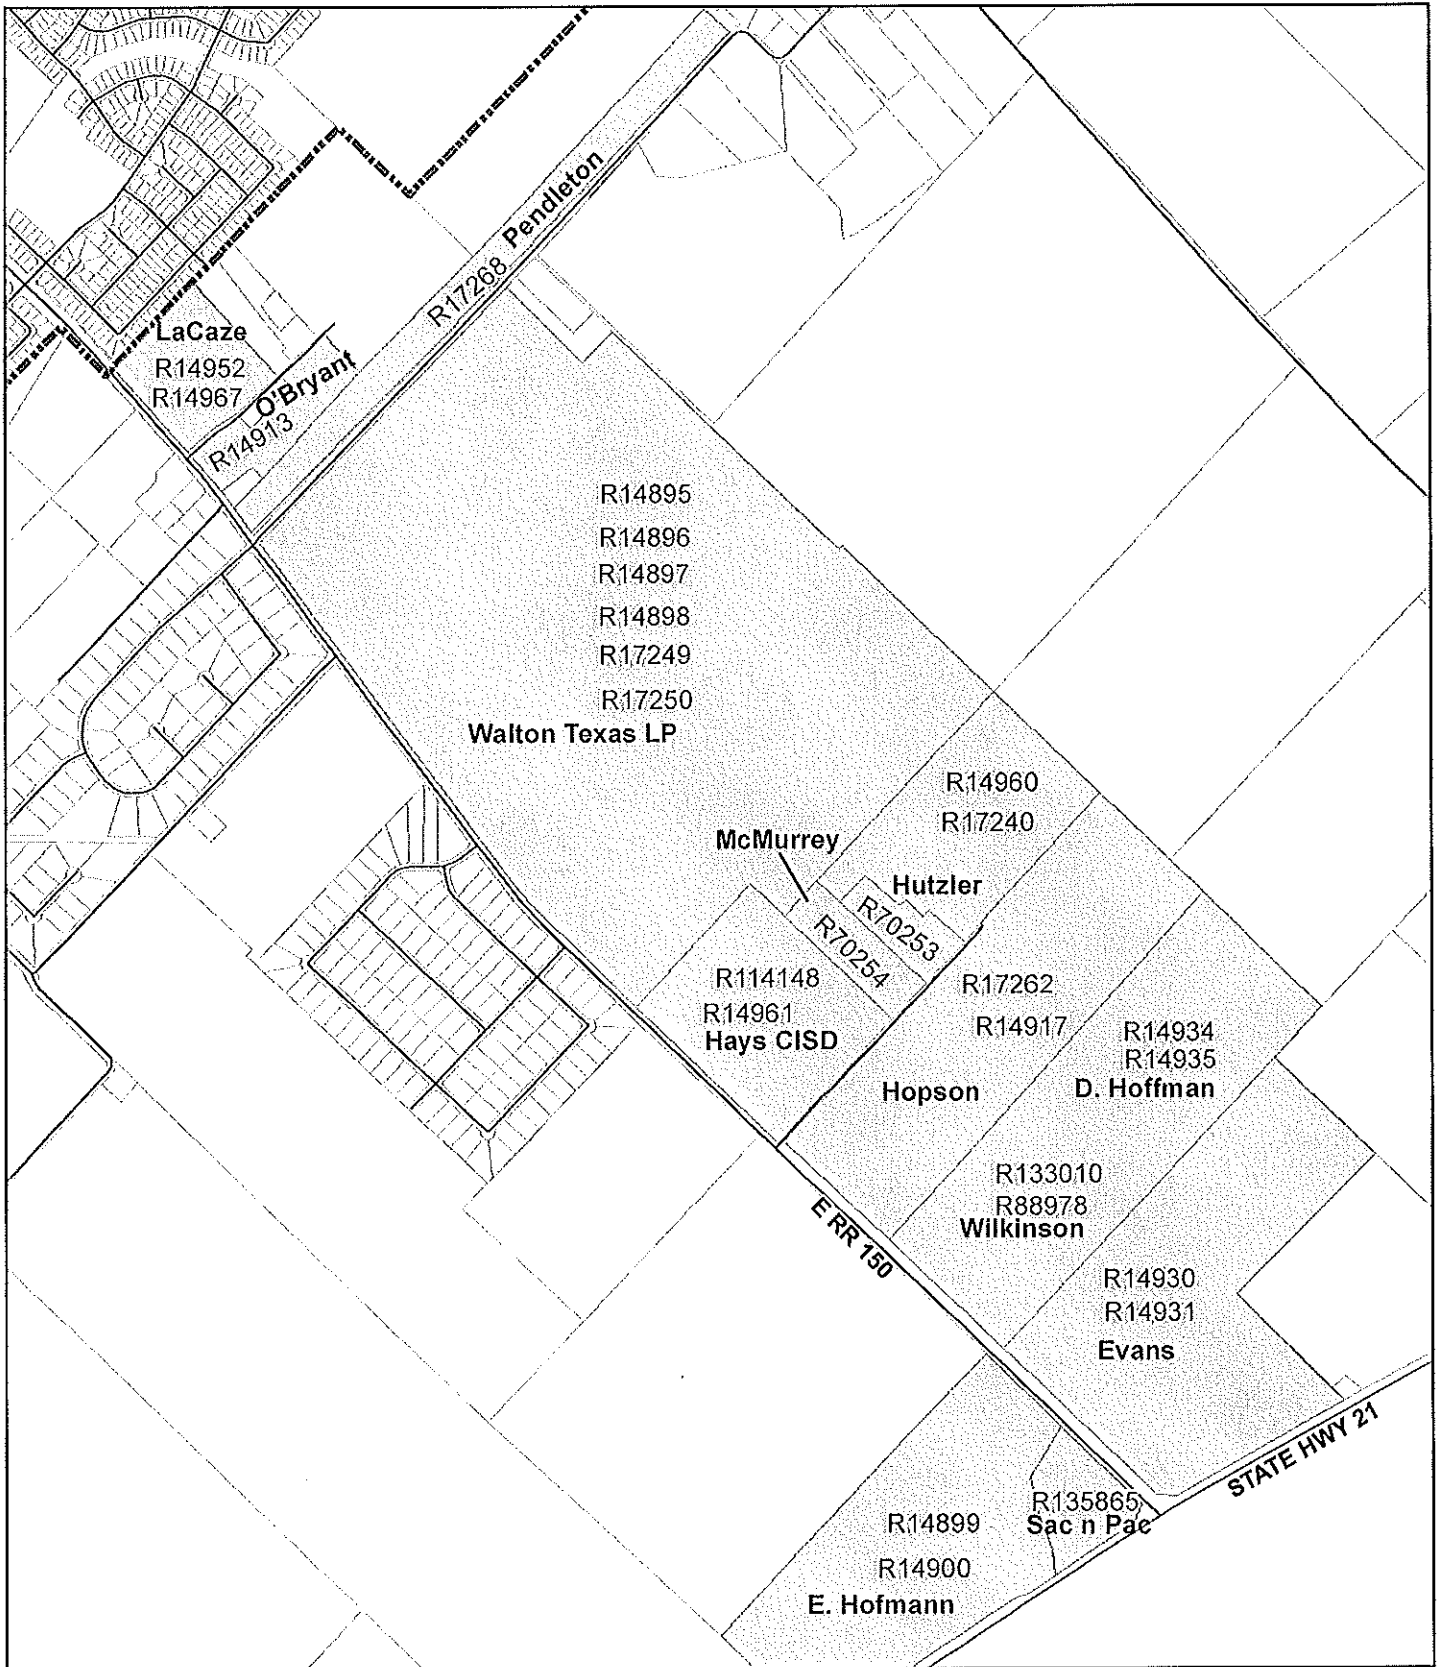 Pendleton
R17268
LaCaze
R14952
R14967
O'Bryant
R14913
R14895
R14896
R14897
R14898
R17249
R17250
Walton Texas LP
R14960
R17240
McMurrey
Hutzler
R70253
R70254
R114148
R14961
Hays CISD
R17262
R14917
Hopson
R14934
R14935
D. Hoffman
R133010
R88978
Wilkinson
E RR 150
R14930
R14931
Evans
STATE HWY 21
R135865
Sac n Pac
R14899
R14900
E. Hofmann